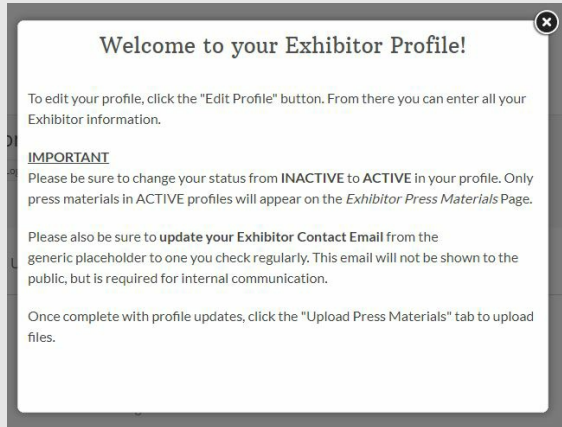 Welcome to your Exhibitor Profile!
To edit your profile, click the "Edit Profile" button. From there you can enter all your
Exhibitor information.
IMPORTANT
Please be sure to change your status from INACTIVE to ACTIVE in your profile. Only
press materials in ACTIVE profiles will appear on the Exhibitor Press Materials Page.
Please also be sure to update your Exhibitor Contact Email from the
generic placeholder to one you check regularly. This email will not be shown to the
public, but is required for internal communication.
Once complete with profile updates, click the "Upload Press Materials" tab to upload
files.